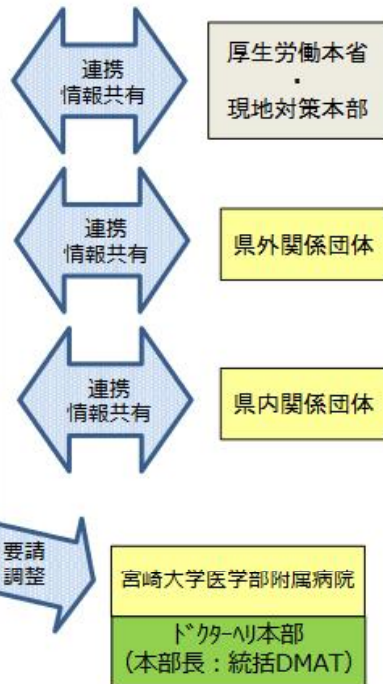 連携
情報共有
厚生労働本省
・
現地対策本部
連携
情報共有
県外関係団体
連携
情報共有
県内関係団体
要請
調整
宮崎大学医学部附属病院
ﾄﾞｸﾀｰﾍﾘ本部
（本部長：統括DMAT）